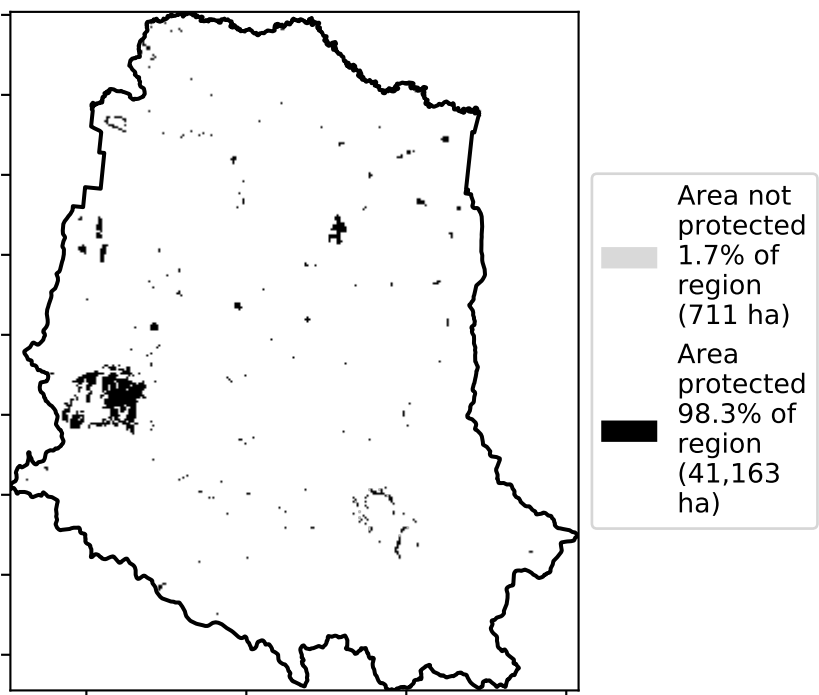 Area not
protected
1.7% of
region
(711 ha)
Area
protected
98.3% of
region
(41,163
ha)